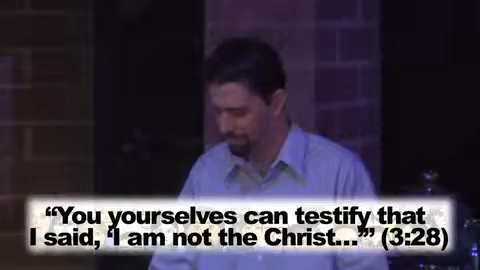 “You yourselves can testify that
I said, ‘I am not the Christ…’” (3:28)